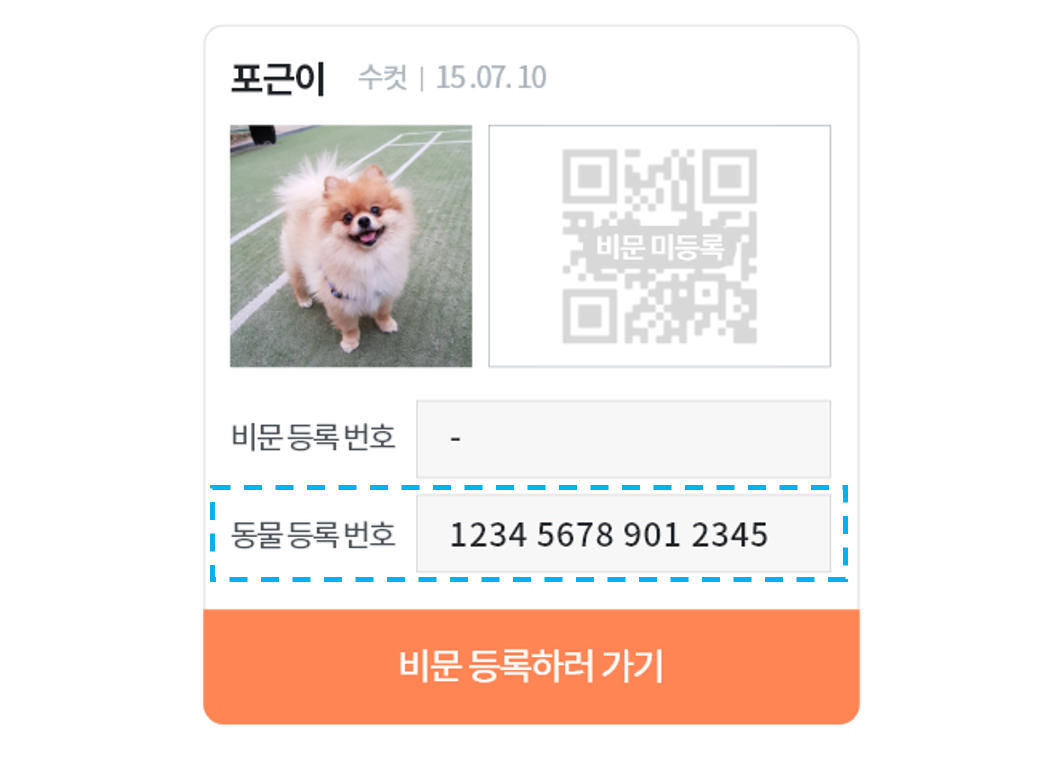 포근이 수컷 | 15.07.10
비문 미등록
비문 등록 번호 -
동물 등록 번호 1234 5678 901 2345
비문 등록하러 가기